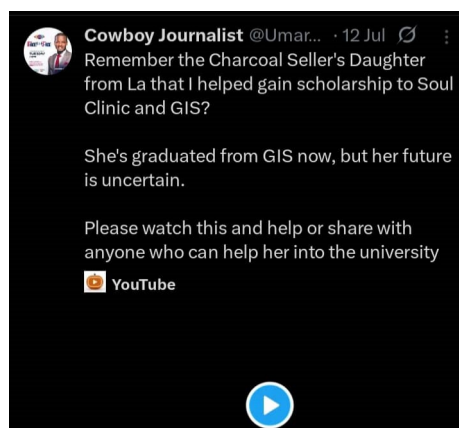 Cowboy Journalist @Umar... · 12 Jul
Remember the Charcoal Seller's Daughter
from La that I helped gain scholarship to Soul
Clinic and GIS?
She's graduated from GIS now, but her future
is uncertain.
Please watch this and help or share with
anyone who can help her into the university
YouTube